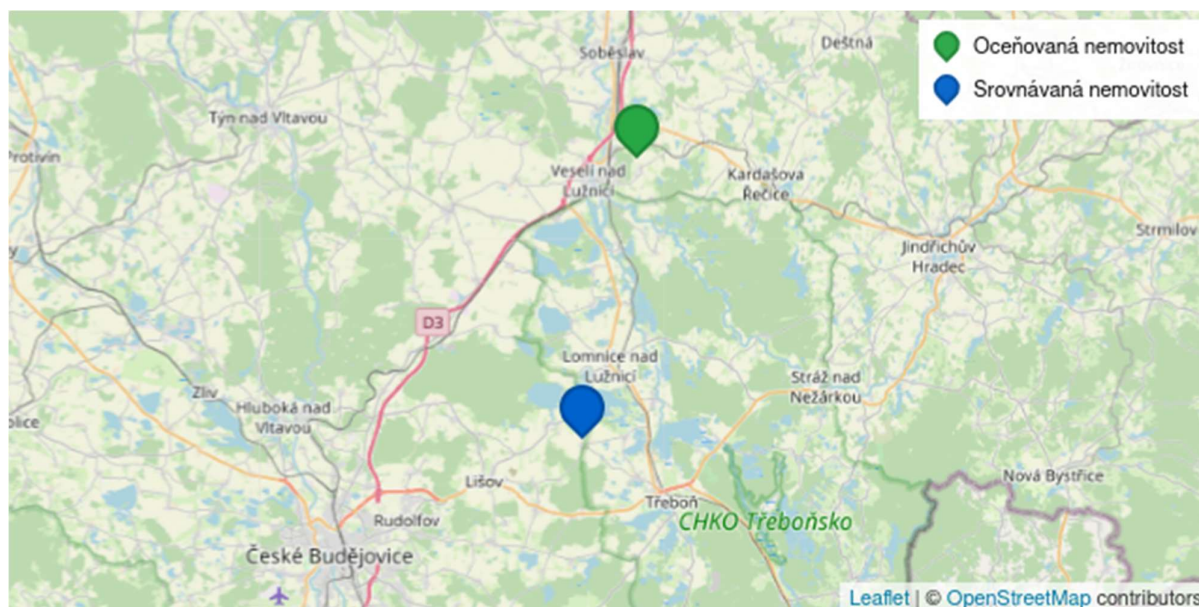 Soběslav
Deštná
Oceňovaná nemovitost
Srovnávaná nemovitost
Týn nad Vltavou
Protivín
Veselí nad
Lužnicí
Kardašova
Řečice
Strmilov
Jindřichův
Hradec
D3
Lomnice nad
Lužnicí
Stráž nad
Nežárkou
Zliv
Hluboká nad
Vltavou
olice
Lišov
Nová Bystřice
Třeboň
Rudolfov
CHKO Třeboňsko
České Budějovice
Leaflet | © OpenStreetMap contributors